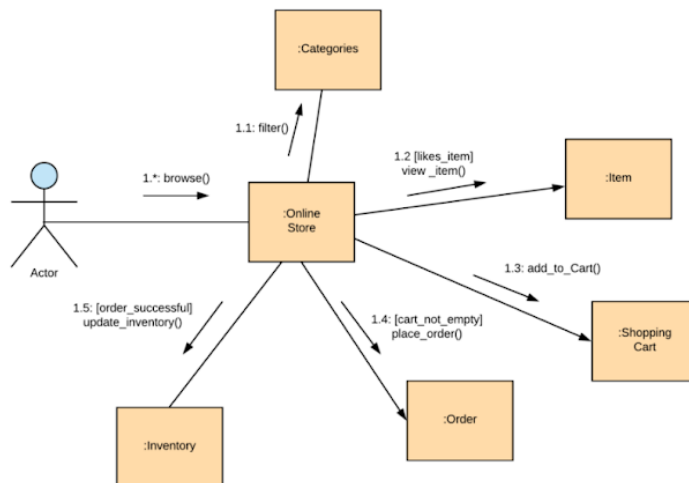 :Categories
1.1: filter()
1.2 [likes_item]
view _item()
:Item
1.*: browse()
:Online
Store
Actor
1.3: add_to_Cart()
1.5: [order_successful]
update_inventory()
1.4: [cart_not_empty]
place_order()
:Shopping
Cart
:Inventory
:Order